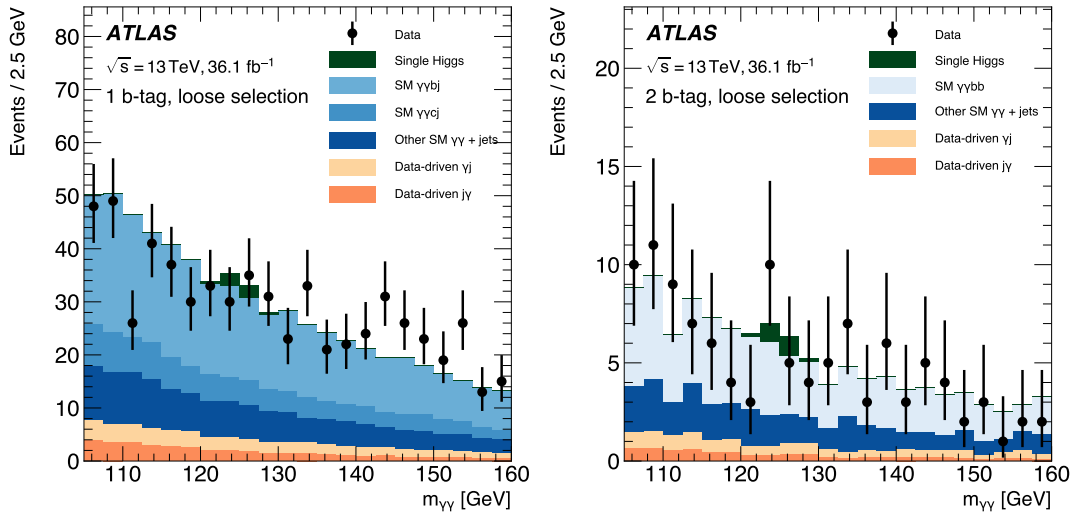 Events / 2.5 GeV
80
70
60
50
40
30
20
10
0
ATLAS
√s = 13 TeV, 36.1 fb⁻¹
1 b-tag, loose selection
Data
Single Higgs
SM γγbj
SM γγcj
Other SM γγ + jets
Data-driven γj
Data-driven jγ
110 120 130 140 150 160
mγγ [GeV]
Events / 2.5 GeV
20
15
10
5
0
ATLAS
√s = 13 TeV, 36.1 fb⁻¹
2 b-tag, loose selection
Data
Single Higgs
SM γγbb
Other SM γγ + jets
Data-driven γj
Data-driven jγ
110 120 130 140 150 160
mγγ [GeV]